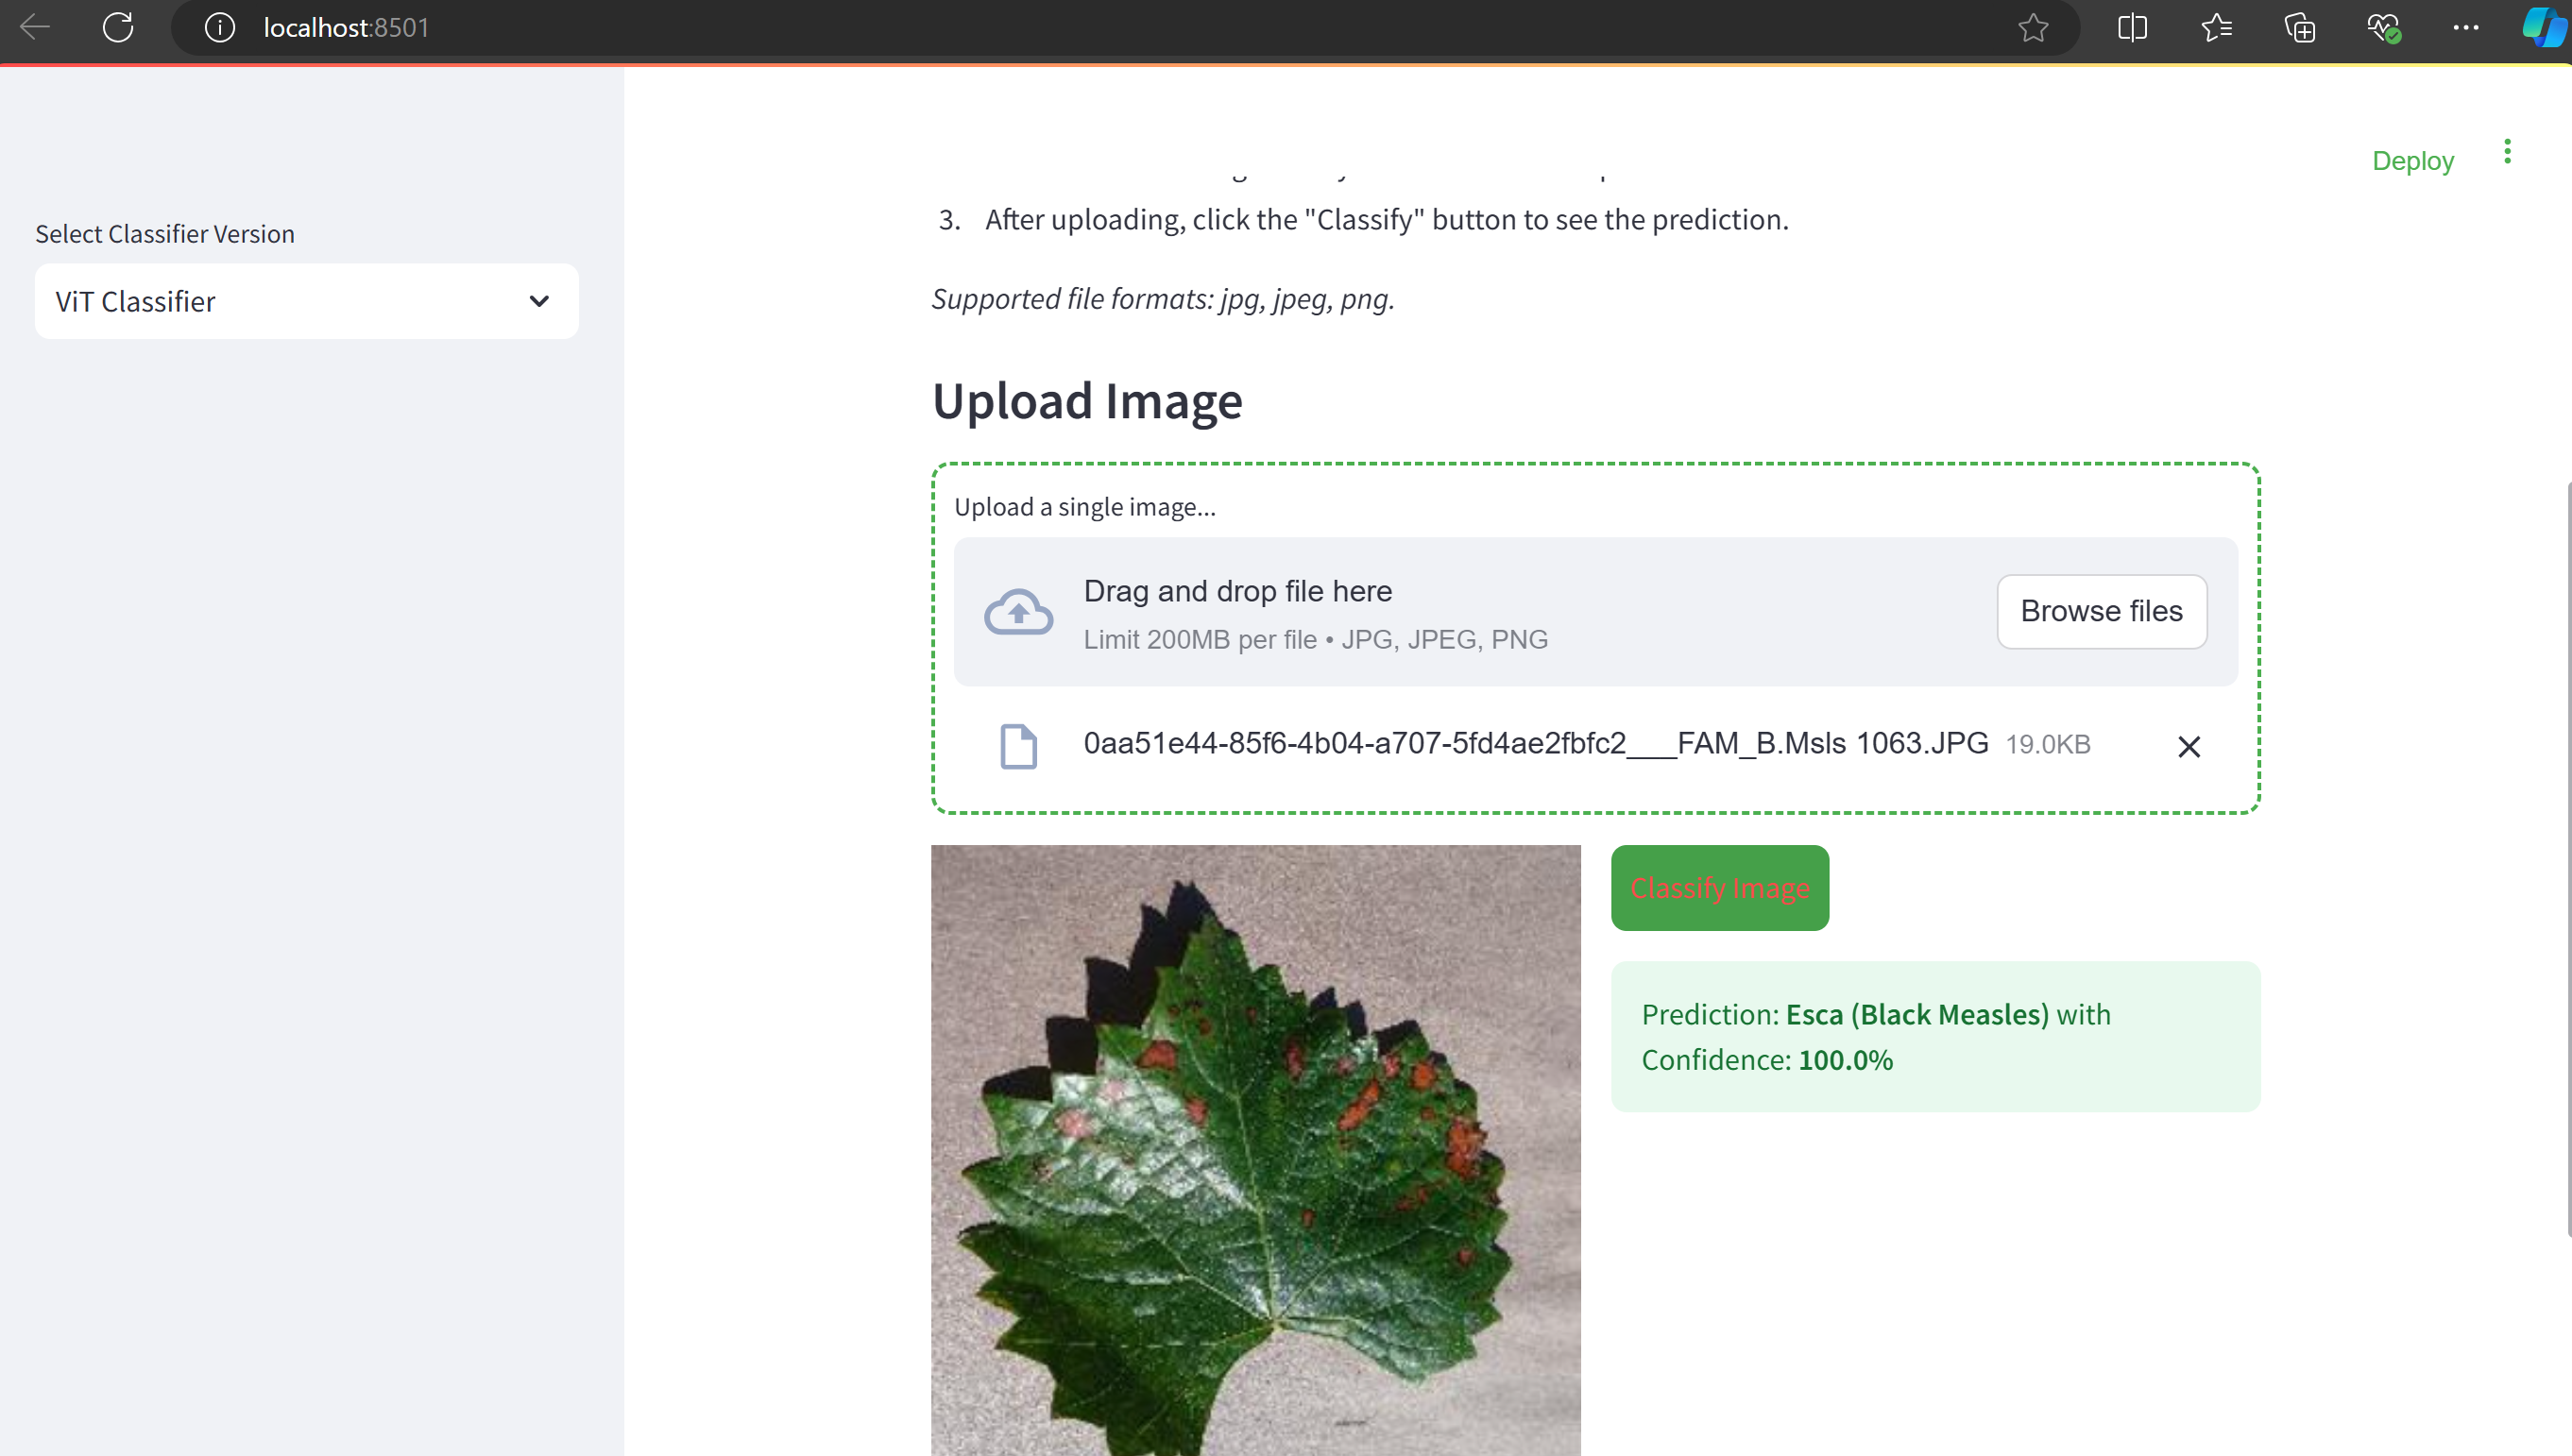 localhost:8501
Deploy
3. After uploading, click the "Classify" button to see the prediction.
Select Classifier Version
ViT Classifier
Supported file formats: jpg, jpeg, png.
Upload Image
Upload a single image...
Drag and drop file here
Limit 200MB per file • JPG, JPEG, PNG
Browse files
0aa51e44-85f6-4b04-a707-5fd4ae2fbfc2___FAM_B.Msls 1063.JPG 19.0KB
Classify Image
Prediction: Esca (Black Measles) with
Confidence: 100.0%